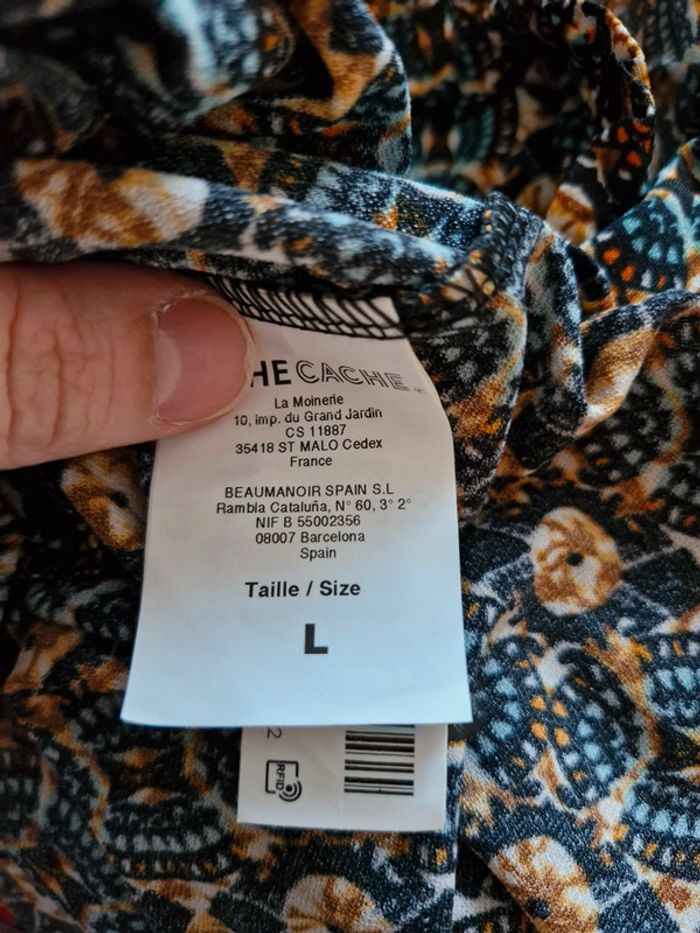 HE CACHE
La Moinerie
10, imp. du Grand Jardin
CS 11887
35418 ST MALO Cedex
France
BEAUMANOIR SPAIN S.L
Rambla Cataluña, N° 60, 3° 2°
NIF B 55002356
08007 Barcelona
Spain
Taille / Size
L
2
RFID